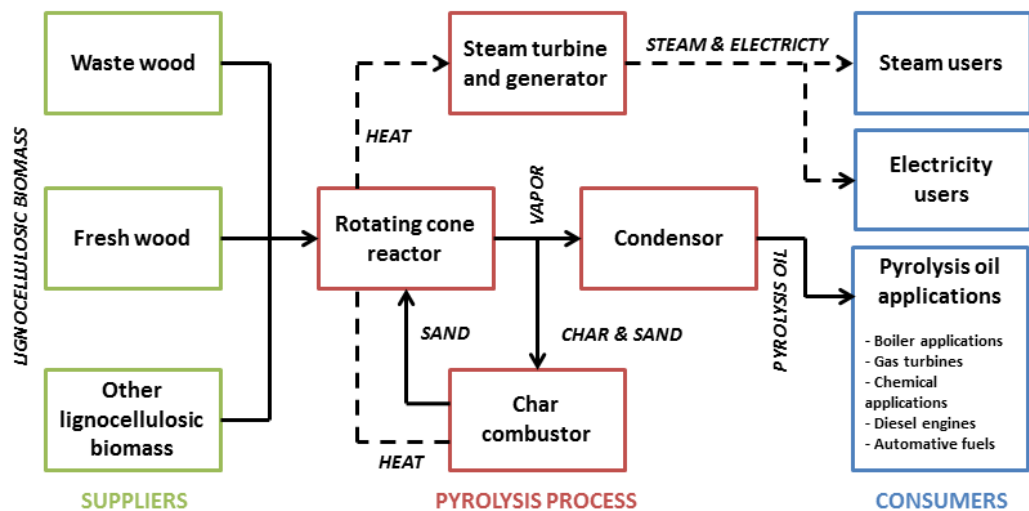 Waste wood
Steam turbine
and generator
STEAM & ELECTRICTY
Steam users
HEAT
LIGNOCELLULOSIC BIOMASS
Electricity
users
Fresh wood
Rotating cone
reactor
VAPOR
Condensor
PYROLYSIS OIL
Pyrolysis oil
applications
- Boiler applications
- Gas turbines
- Chemical
applications
- Diesel engines
- Automative fuels
SAND
CHAR & SAND
Other
lignocellulosic
biomass
Char
combustor
HEAT
SUPPLIERS
PYROLYSIS PROCESS
CONSUMERS